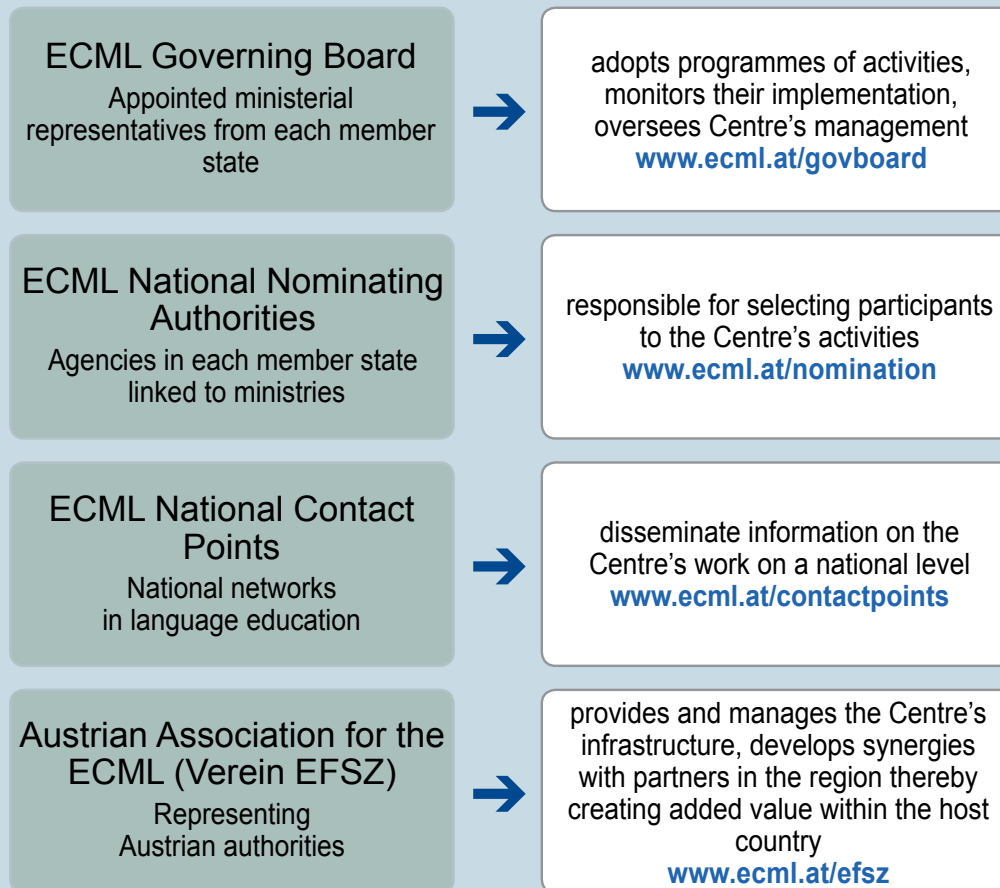 ECML Governing Board
Appointed ministerial
representatives from each member
state
adopts programmes of activities,
monitors their implementation,
oversees Centre’s management
www.ecml.at/govboard
ECML National Nominating
Authorities
Agencies in each member state
linked to ministries
responsible for selecting participants
to the Centre’s activities
www.ecml.at/nomination
ECML National Contact
Points
National networks
in language education
disseminate information on the
Centre’s work on a national level
www.ecml.at/contactpoints
Austrian Association for the
ECML (Verein EFSZ)
Representing
Austrian authorities
provides and manages the Centre’s
infrastructure, develops synergies
with partners in the region thereby
creating added value within the host
country
www.ecml.at/efsz